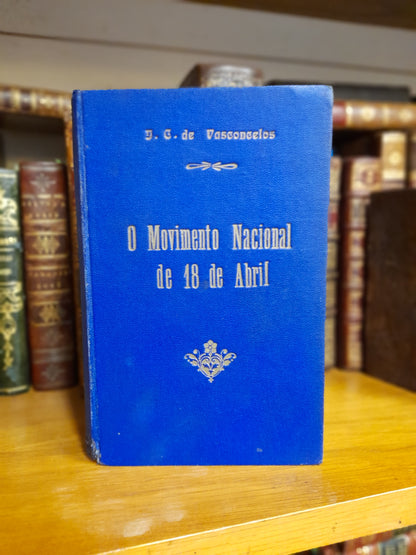 J. C. de Vasconcelos
O Movimento Nacional
de 18 de Abril